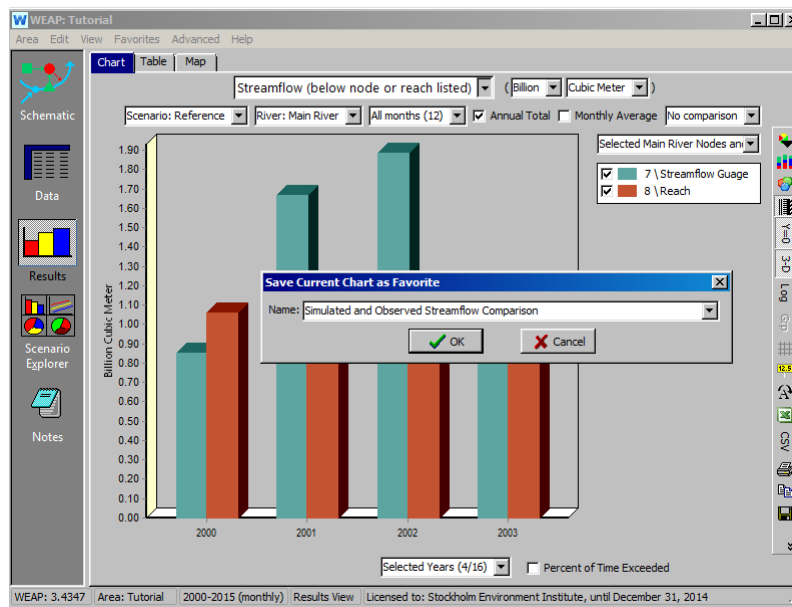 WEAP: Tutorial
Area Edit View Favorites Advanced Help
Chart Table Map
Streamflow (below node or reach listed) ( Billion Cubic Meter )
Scenario: Reference River: Main River All months (12) Annual Total Monthly Average No comparison
Selected Main River Nodes an
7 \ Streamflow Guage
8 \ Reach
Schematic
Data
Results
Scenario
Explorer
Notes
Billion Cubic Meter
1.90
1.80
1.70
1.60
1.50
1.40
1.30
1.20
1.10
1.00
0.90
0.80
0.70
0.60
0.50
0.40
0.30
0.20
0.10
0.00
2000 2001 2002 2003
Save Current Chart as Favorite
Name: Simulated and Observed Streamflow Comparison
OK Cancel
Y=0
3-D
Log
Grp
12.5
A
CSV
Selected Years (4/16) Percent of Time Exceeded
WEAP: 3.4347 Area: Tutorial 2000-2015 (monthly) Results View Licensed to: Stockholm Environment Institute, until December 31, 2014